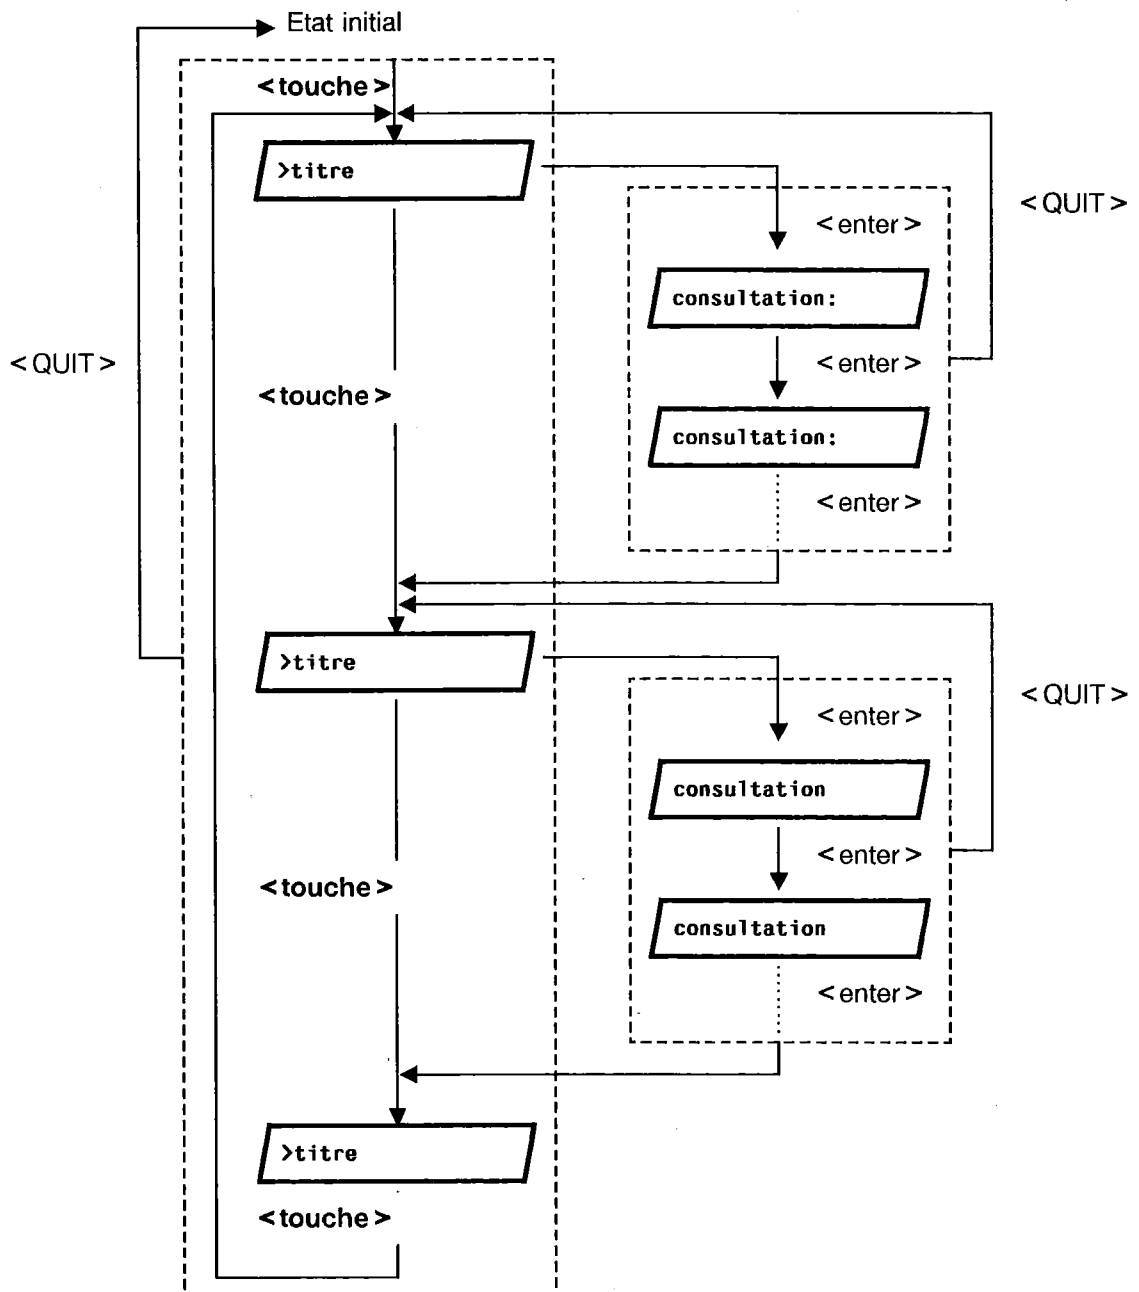 Etat initial
<touche>
>titre
<QUIT>
<enter>
consultation:
<QUIT>
<enter>
<touche>
consultation:
<enter>
>titre
<QUIT>
<enter>
consultation
<enter>
<touche>
consultation
<enter>
>titre
<touche>